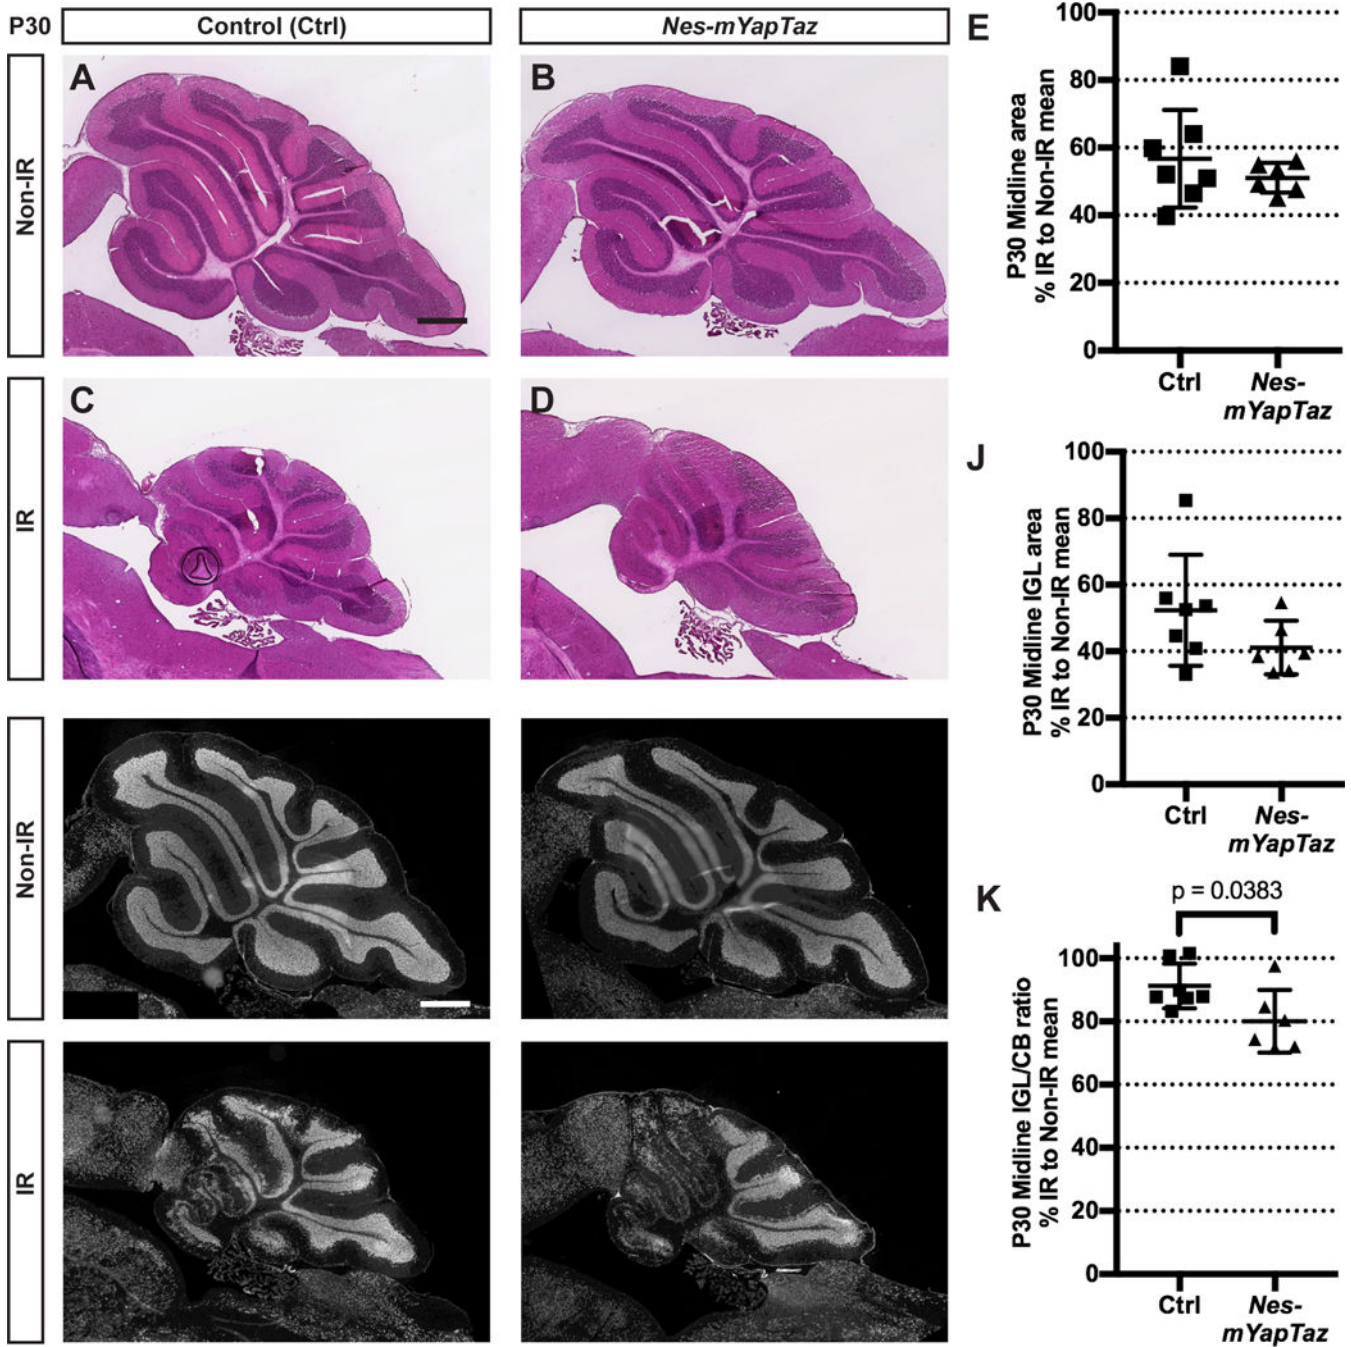 P30
Control (Ctrl)
Nes-mYapTaz
Non-IR
A
B
IR
C
D
Non-IR
IR
E
P30 Midline area
% IR to Non-IR mean
100
80
60
40
20
0
Ctrl
Nes-
mYapTaz
J
P30 Midline IGL area
% IR to Non-IR mean
100
80
60
40
20
0
Ctrl
Nes-
mYapTaz
K
p = 0.0383
P30 Midline IGL/CB ratio
% IR to Non-IR mean
100
80
60
40
20
0
Ctrl
Nes-
mYapTaz